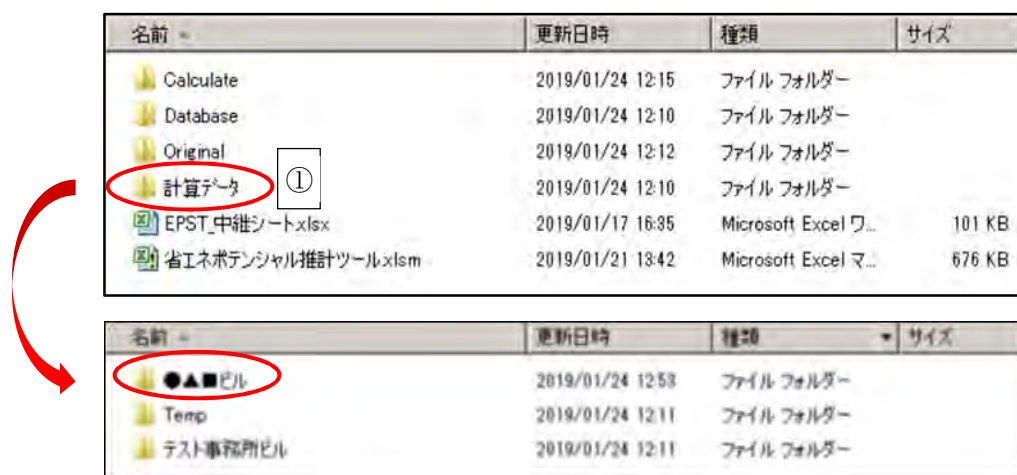 名前 更新日時 種類 サイズ
Calculate 2019/01/24 12:15 ファイル フォルダー
Database 2019/01/24 12:10 ファイル フォルダー
Original 2019/01/24 12:12 ファイル フォルダー
計算データ ① 2019/01/24 12:10 ファイル フォルダー
EPST_中継シート.xlsx 2019/01/17 16:35 Microsoft Excel ワ... 101 KB
省エネポテンシャル推計ツール.xlsm 2019/01/21 13:42 Microsoft Excel マ... 676 KB
名前 更新日時 種類 サイズ
●▲■ビル 2019/01/24 12:53 ファイル フォルダー
Temp 2019/01/24 12:11 ファイル フォルダー
テスト事務所ビル 2019/01/24 12:11 ファイル フォルダー